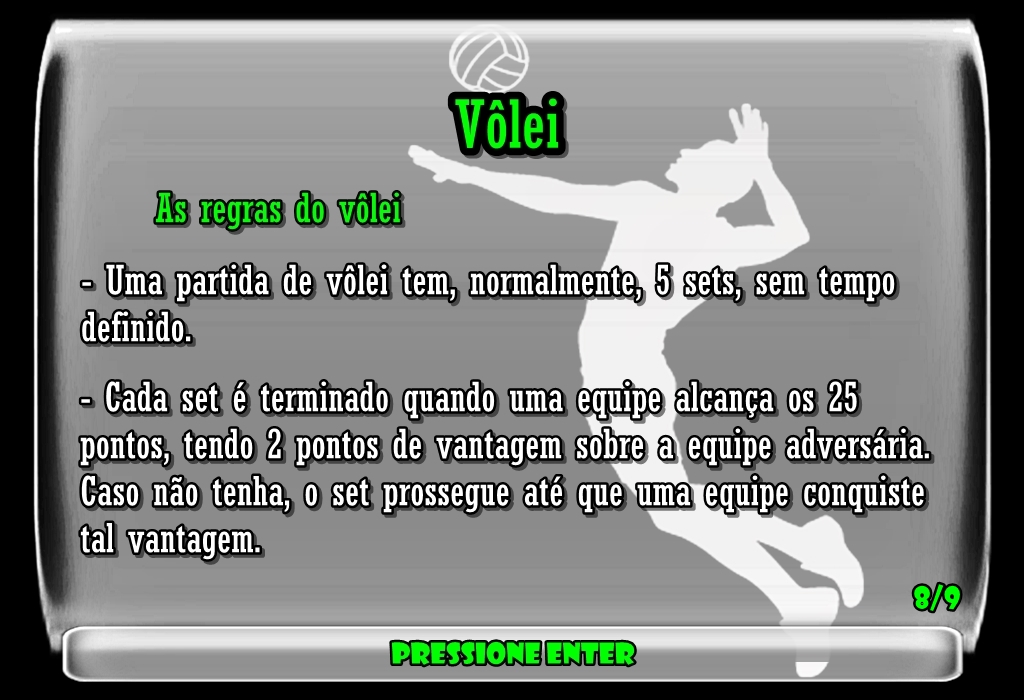 Vôlei
As regras do vôlei
- Uma partida de vôlei tem, normalmente, 5 sets, sem tempo
definido.
- Cada set é terminado quando uma equipe alcança os 25
pontos, tendo 2 pontos de vantagem sobre a equipe adversária.
Caso não tenha, o set prossegue até que uma equipe conquiste
tal vantagem.
8/9
PRESSIONE ENTER